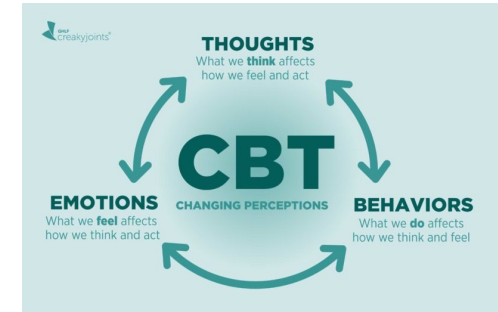 creakyjoints®
THOUGHTS
What we think affects
how we feel and act
CBT
CHANGING PERCEPTIONS
EMOTIONS
What we feel affects
how we think and act
BEHAVIORS
What we do affects
how we think and feel